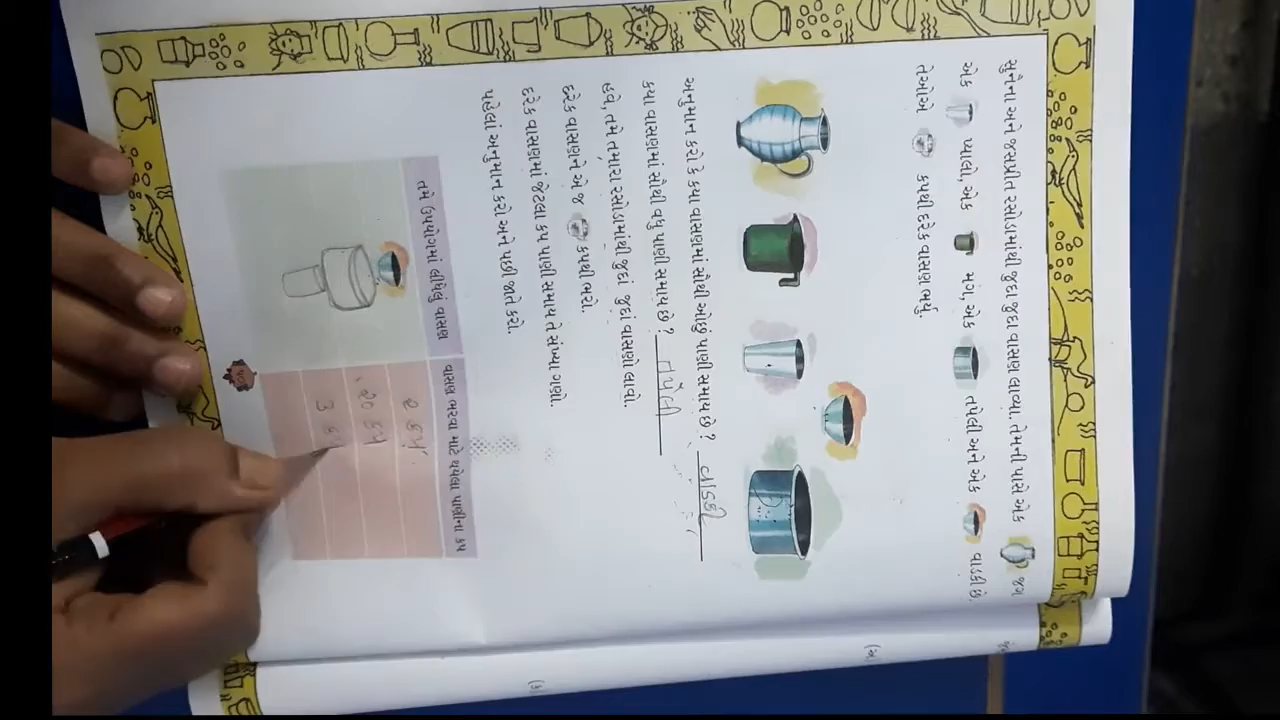 સુનૈના અને જસપ્રીત રસોડામાંથી જુદા જુદા વાસણ લાવ્યા. તેમની પાસે એક જગ,
એક પ્યાલો, એક મગ, એક તપેલી અને એક વાડકી છે.
તેઓએ કપથી દરેક વાસણ ભર્યુ.
અનુમાન કરો કે કયા વાસણમાં સૌથી ઓછું પાણી સમાય છે? વાડકી
કયા વાસણમાં સૌથી વધુ પાણી સમાય છે? તપેલી
હવે, તમે તમારા રસોડામાંથી જુદાં જુદાં વાસણો લાવો.
દરેક વાસણને એ જ કપથી ભરો.
દરેક વાસણમાં જેટલા કપ પાણી સમાય તે સંખ્યા ગણો.
પહેલાં અનુમાન કરો અને પછી જાતે કરો.
તમે ઉપયોગમાં લીધેલું વાસણ વાસણ ભરવા માટે વપરાયેલા પાણીના કપ
૨ કપ
૨૦ કપ
૩ કપ